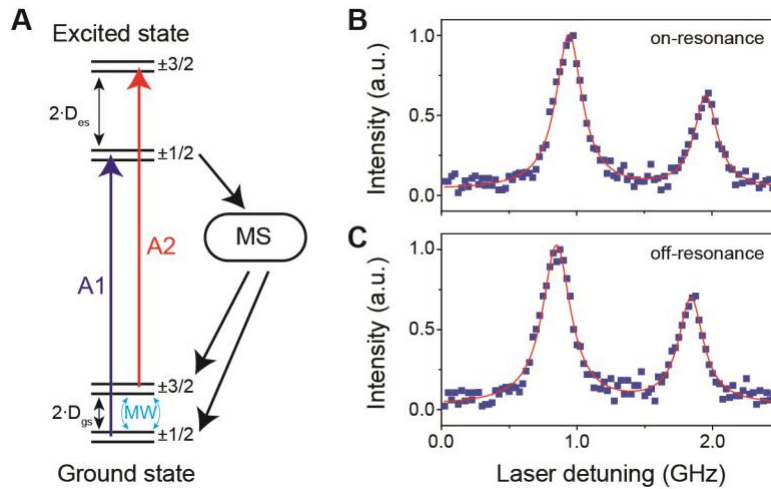 A
Excited state
±3/2
2·D_es
±1/2
MS
A2
A1
±3/2
2·D_gs
MW
±1/2
Ground state
B
on-resonance
Intensity (a.u.)
1.0
0.5
0.0
C
off-resonance
Intensity (a.u.)
1.0
0.5
0.0
0.0 1.0 2.0
Laser detuning (GHz)